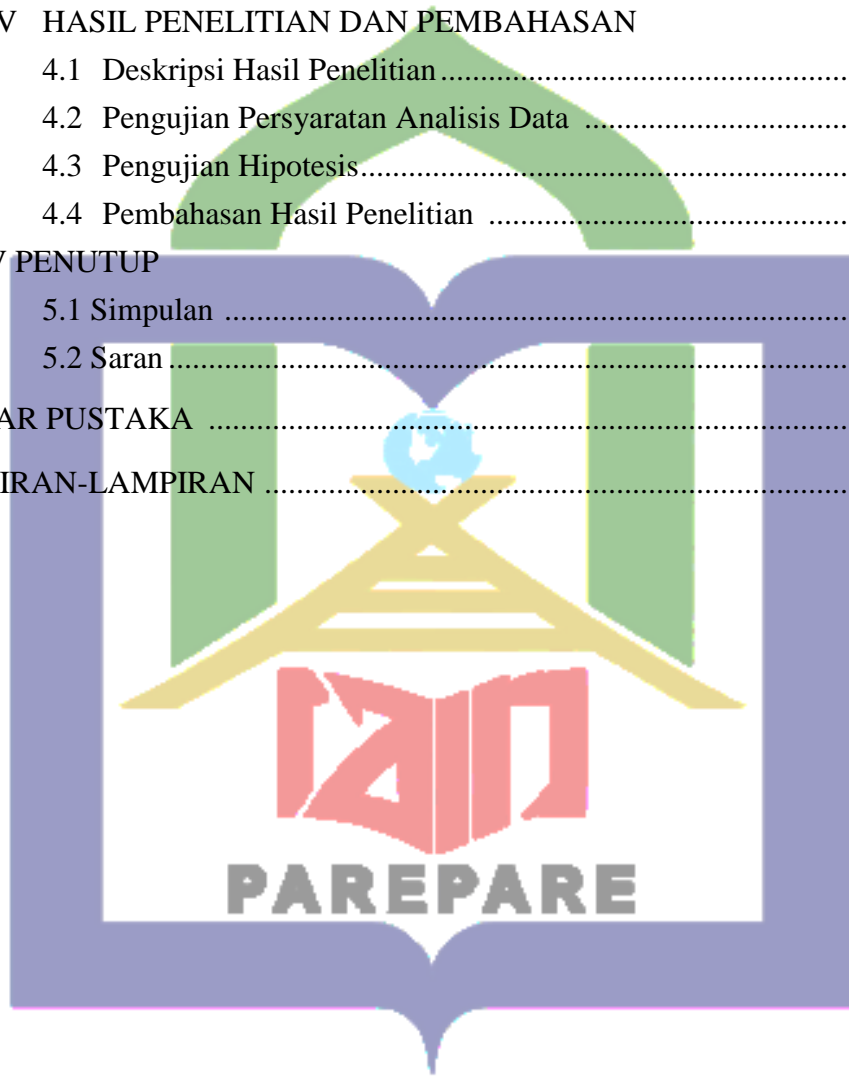 V HASIL PENELITIAN DAN PEMBAHASAN
4.1 Deskripsi Hasil Penelitian ..........................................................
4.2 Pengujian Persyaratan Analisis Data .....................................
4.3 Pengujian Hipotesis.....................................................................
4.4 Pembahasan Hasil Penelitian ..................................................
V PENUTUP
5.1 Simpulan .......................................................................................
5.2 Saran ..............................................................................................
AR PUSTAKA .........................................................................................
IRAN-LAMPIRAN ..................................................................................
iain
PAREPARE